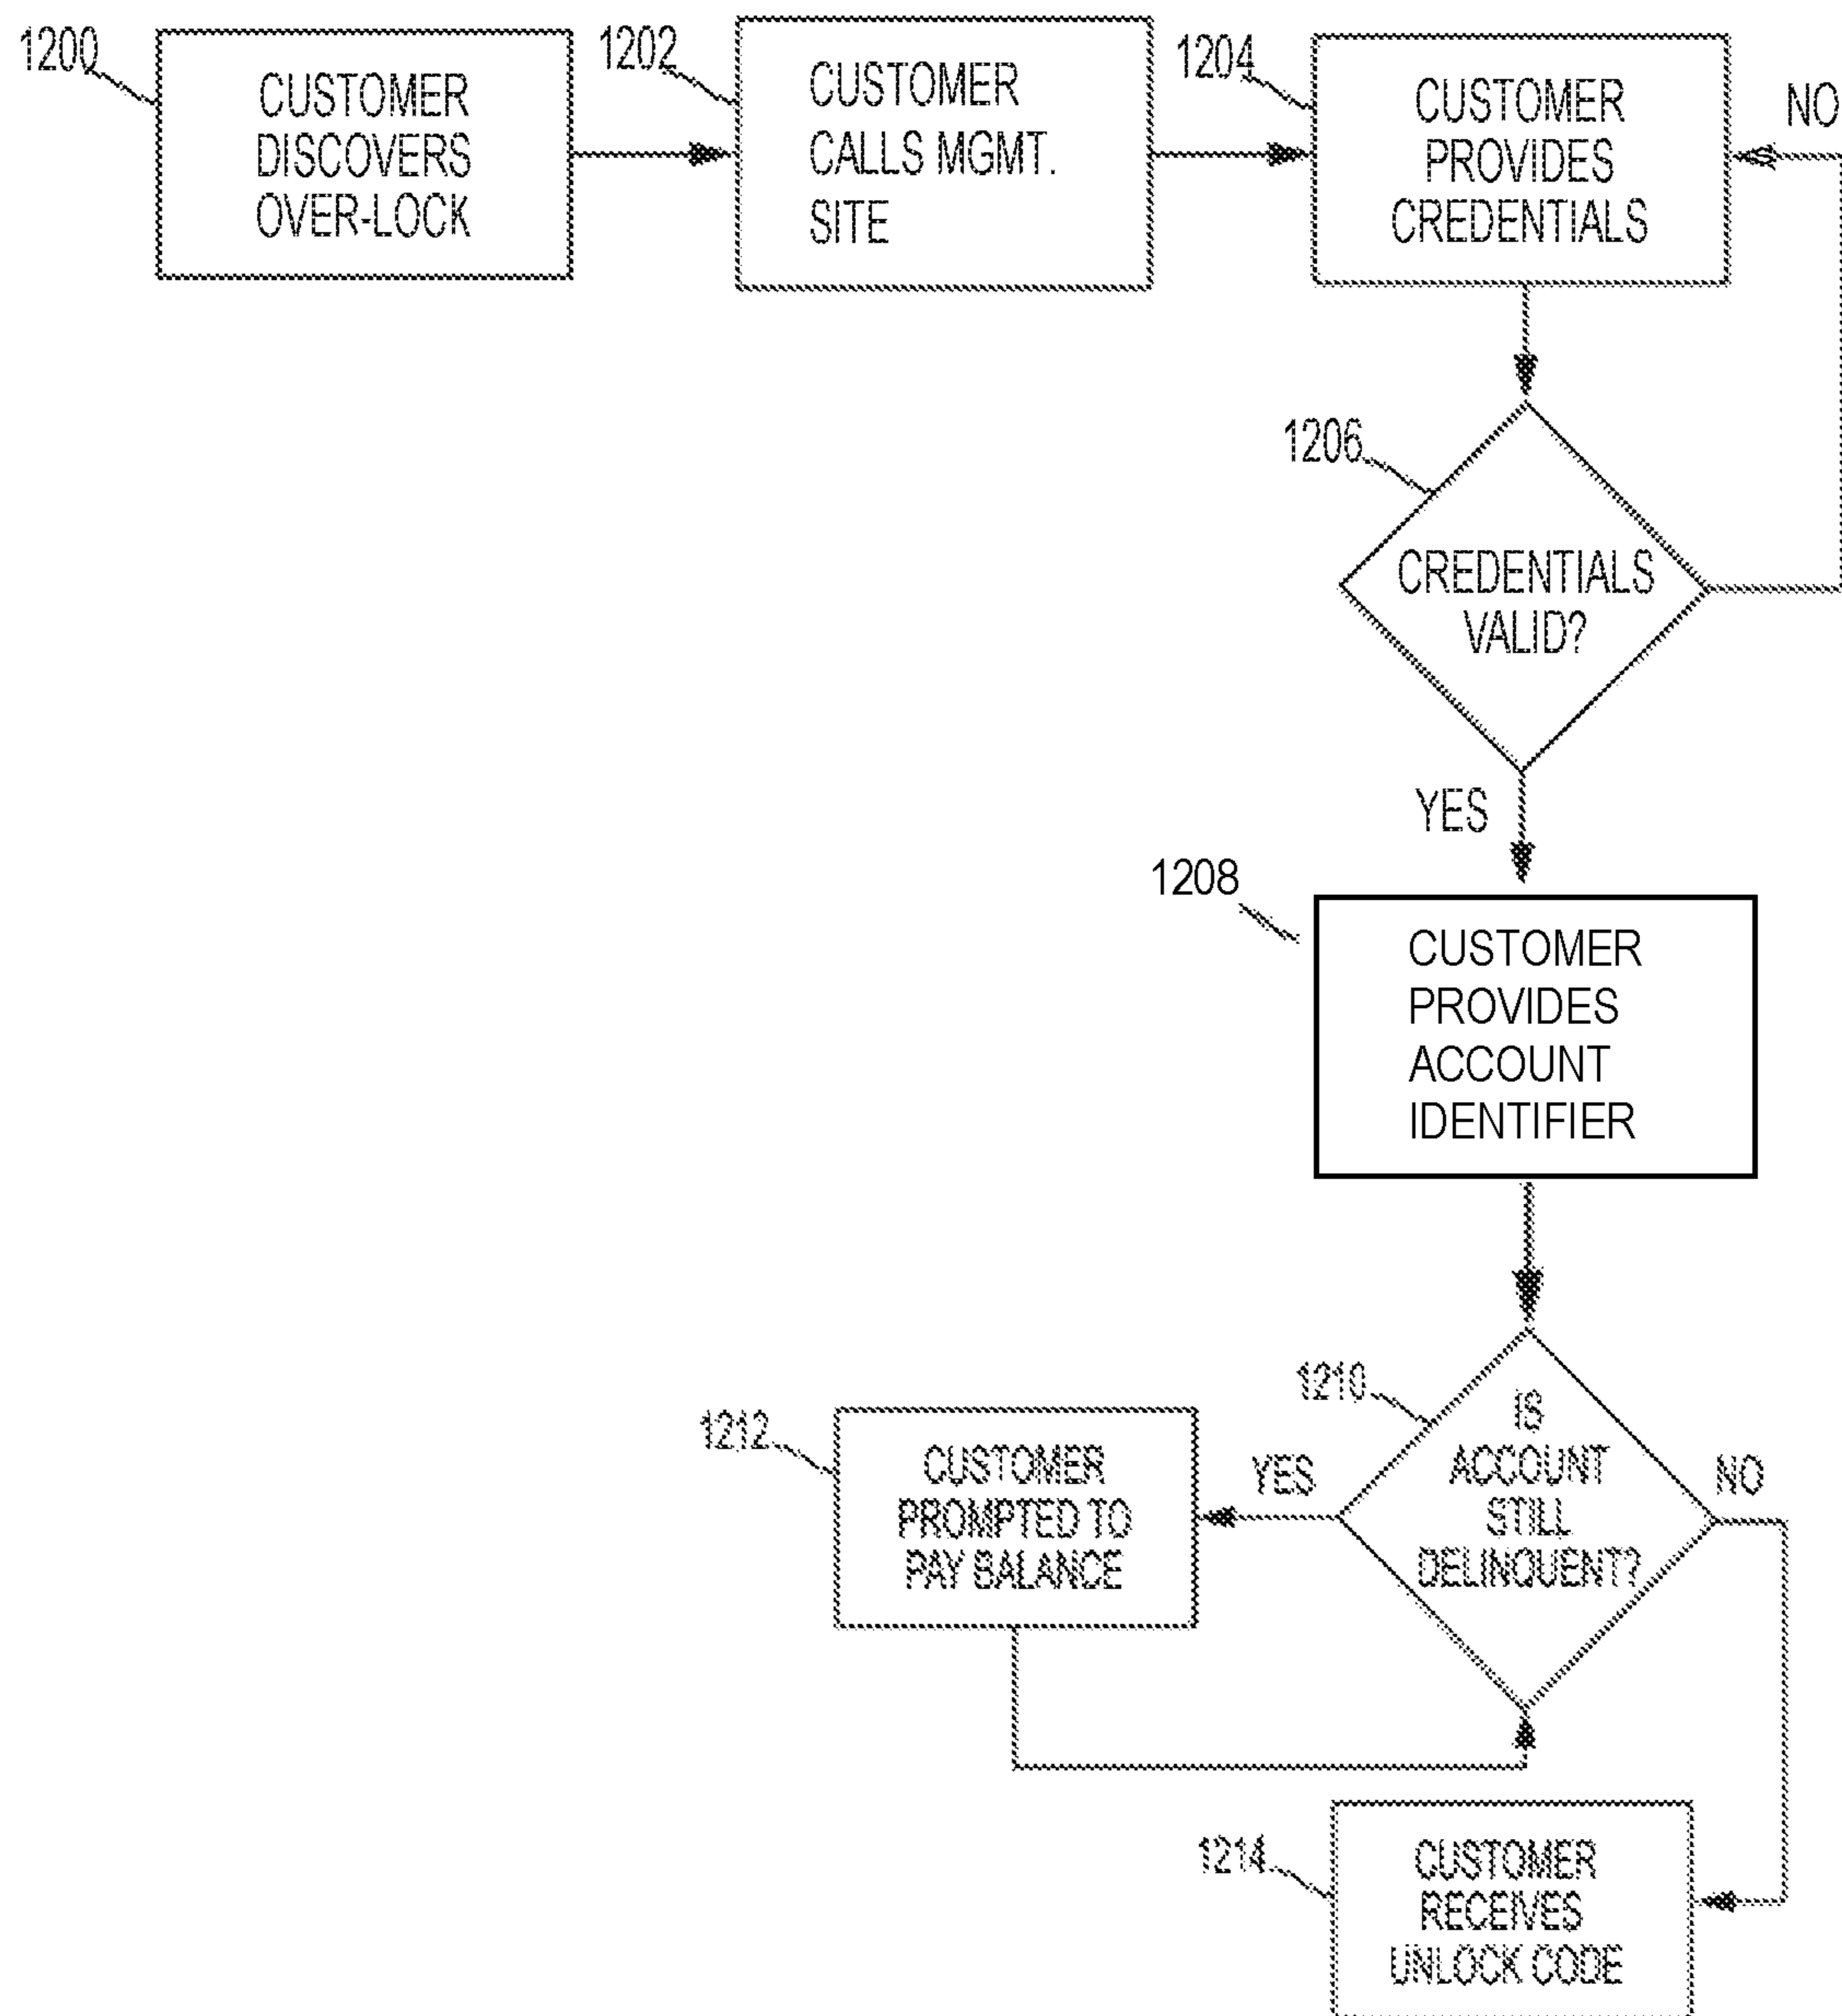 1200
CUSTOMER
DISCOVERS
OVER-LOCK
1202
CUSTOMER
CALLS MGMT.
SITE
1204
CUSTOMER
PROVIDES
CREDENTIALS
NO
1206
CREDENTIALS
VALID?
YES
1208
CUSTOMER
PROVIDES
ACCOUNT
IDENTIFIER
1210
IS
ACCOUNT
STILL
DELINQUENT?
YES
NO
1212
CUSTOMER
PROMPTED TO
PAY BALANCE
1214
CUSTOMER
RECEIVES
UNLOCK CODE